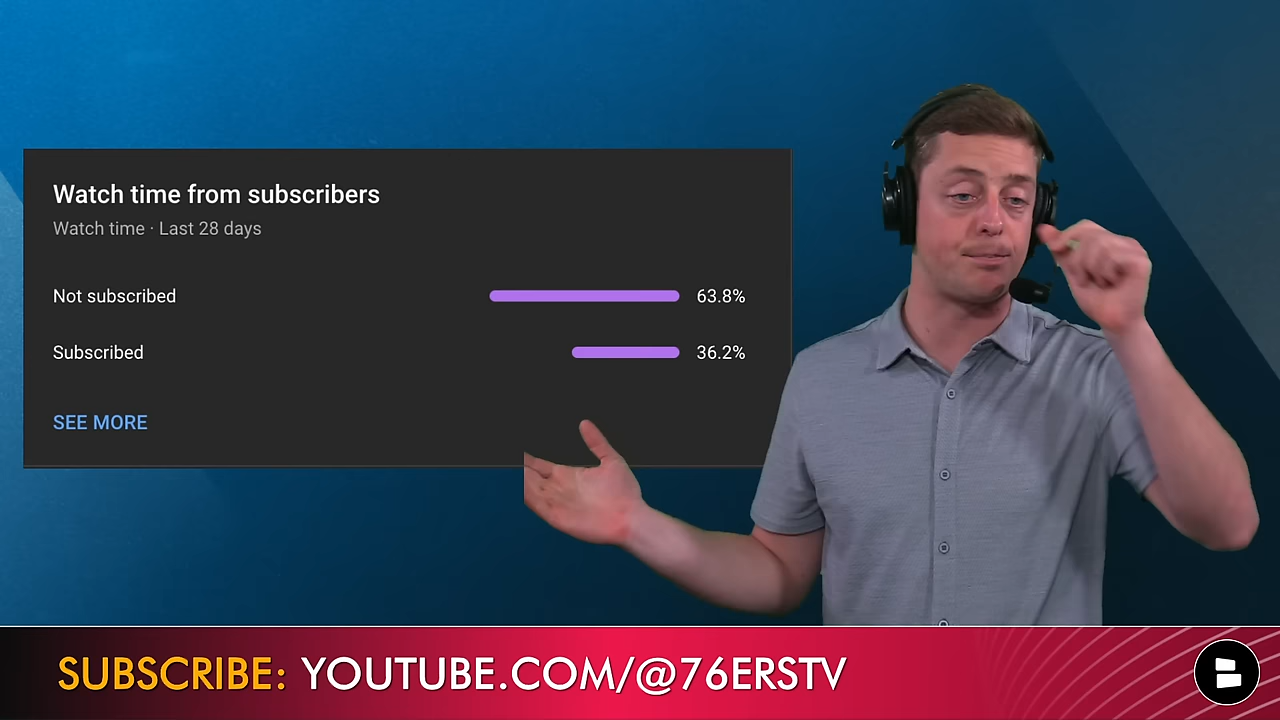 Watch time from subscribers
Watch time · Last 28 days
Not subscribed 63.8%
Subscribed 36.2%
SEE MORE
SUBSCRIBE: YOUTUBE.COM/@76ERSTV